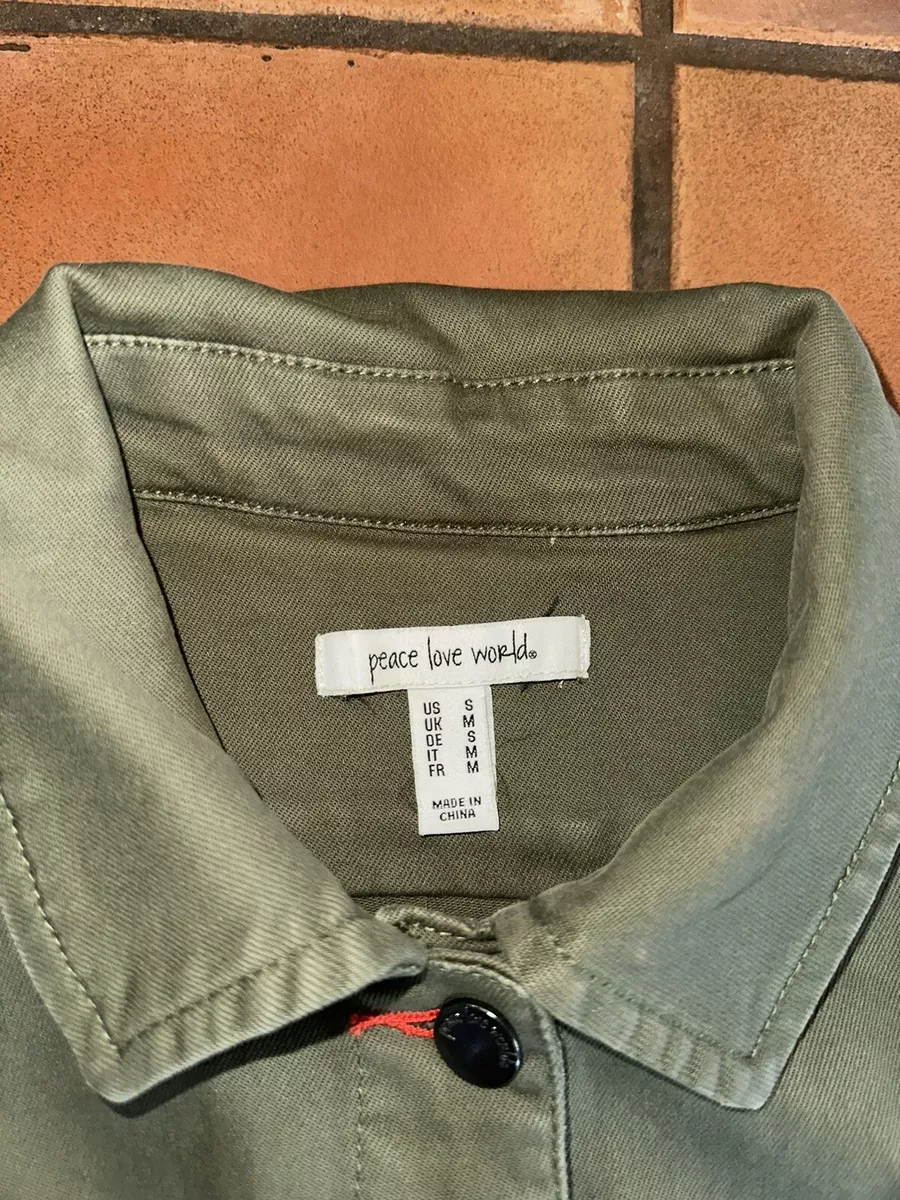 peace love world®
US S
UK M
DE S
IT M
FR M
MADE IN
CHINA